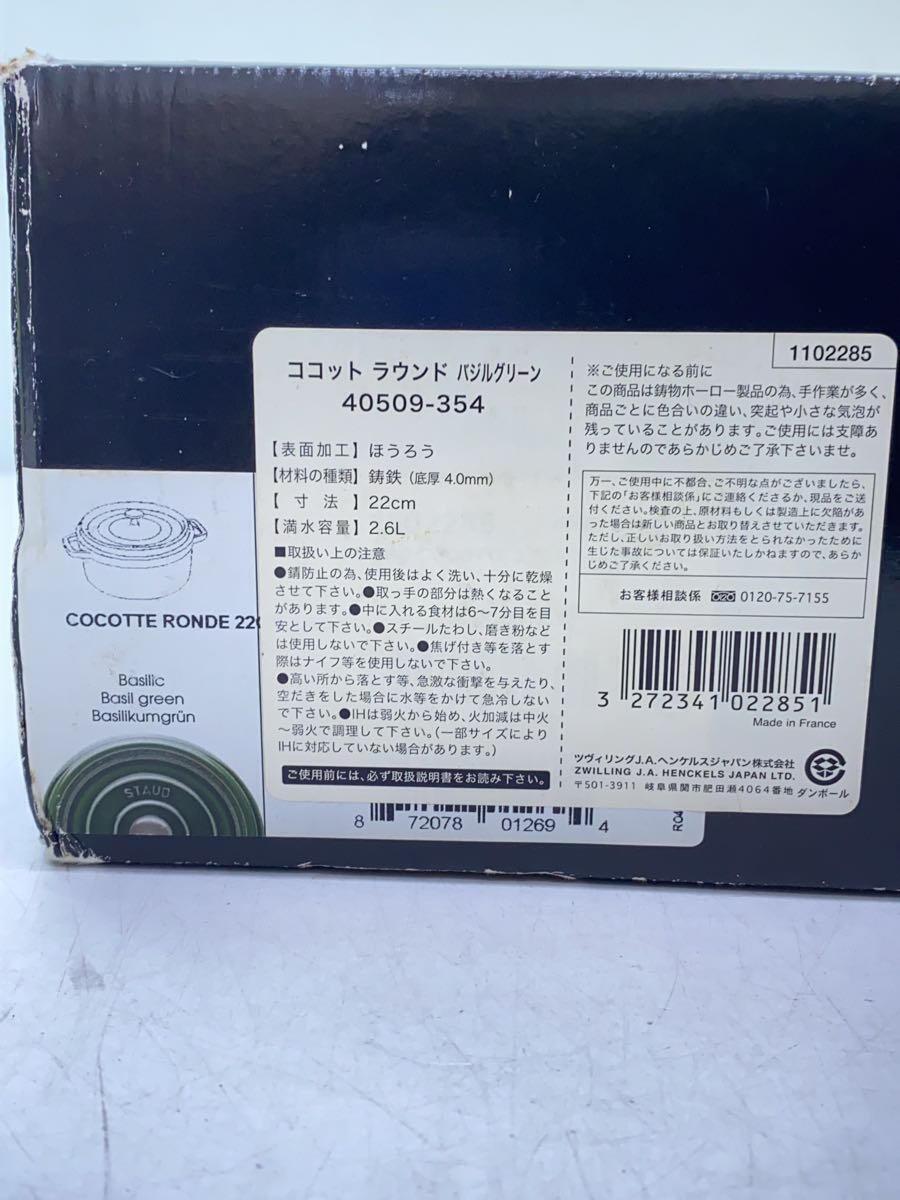 ココット ラウンド バジルグリーン
40509-354
【表面加工】ほうろう
【材料の種類】鋳鉄（底厚 4.0mm）
【 寸 法 】22cm
【満水容量】2.6L
■取扱い上の注意
●錆防止の為、使用後はよく洗い、十分に乾燥
させて下さい。●取っ手の部分は熱くなること
があります。●中に入れる食材は6〜7分目を目
安として下さい。●スチールたわし、磨き粉など
は使用しないで下さい。●焦げ付き等を落とす
際はナイフ等を使用しないで下さい。
●高い所から落とす等、急激な衝撃を与えたり、
空だきをした場合に水等をかけて急冷しない
で下さい。●IHは弱火から始め、火加減は中火
〜弱火で調理して下さい。（一部サイズにより
IHに対応していない場合があります。）
ご使用前には、必ず取扱説明書をお読み下さい。
1102285
※ご使用になる前に
この商品は鋳物ホーロー製品の為、手作業が多く、
商品ごとに色合いの違い、突起や小さな気泡が
残っていることがあります。ご使用には支障あ
りませんのであらかじめご了承下さいませ。
万一、ご使用中に不都合、ご不明な点がございましたら、
下記の「お客様相談係」にご連絡くださるか、現品をご送
付ください。検査の上、原材料もしくは製造上に欠陥があ
った場合は新しい商品とお取り替えさせていただきます。
ただし、正しいお取り扱い方法をとられなかったために
生じた事故については保証いたしかねますので、あらか
じめご了承ください。
お客様相談係 0120-75-7155
3 272341 022851
Made in France
ツヴィリングJ.A.ヘンケルスジャパン株式会社
ZWILLING J.A. HENCKELS JAPAN LTD.
〒501-3911 岐阜県関市肥田瀬4064番地
ダンボール
COCOTTE RONDE 22
Basilic
Basil green
Basilikumgrün
STAUB
8 72078 01269 4